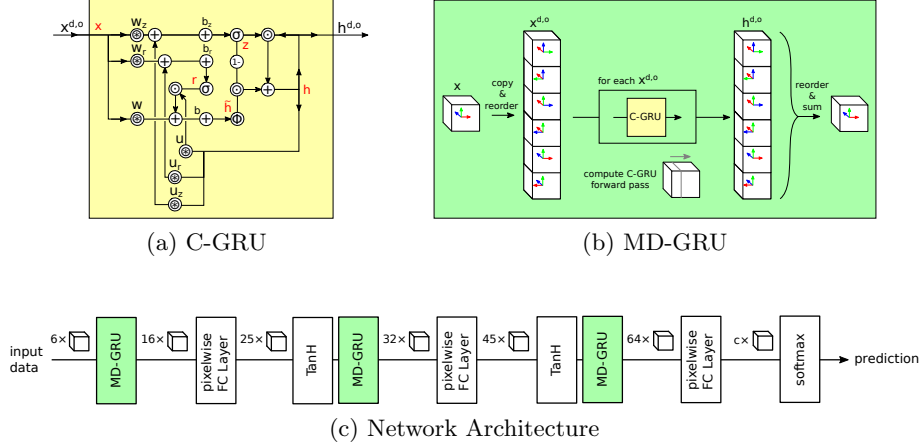 x^{d,o}
x
w_z
b_z
σ
z
h^{d,o}
w_r
b_r
1-
r
σ
h
w
b
h̃
Φ
u
u_r
u_z
(a) C-GRU
x^{d,o}
h^{d,o}
x
copy
&
reorder
for each x^{d,o}
C-GRU
reorder
&
sum
compute C-GRU
forward pass
(b) MD-GRU
input
data
6×
MD-GRU
16×
pixelwise
FC Layer
25×
TanH
MD-GRU
32×
pixelwise
FC Layer
45×
TanH
MD-GRU
64×
pixelwise
FC Layer
c×
softmax
prediction
(c) Network Architecture